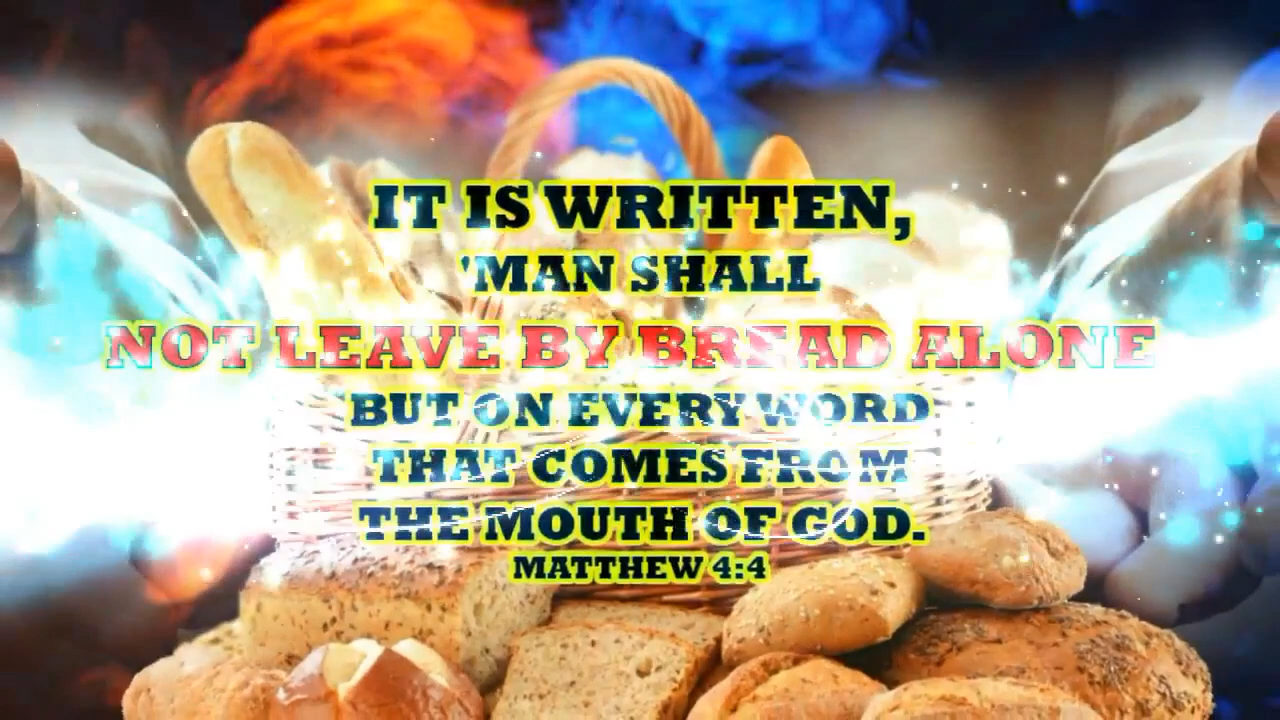 IT IS WRITTEN,
'MAN SHALL
NOT LEAVE BY BREAD ALONE
BUT ON EVERY WORD
THAT COMES FROM
THE MOUTH OF GOD.
MATTHEW 4:4